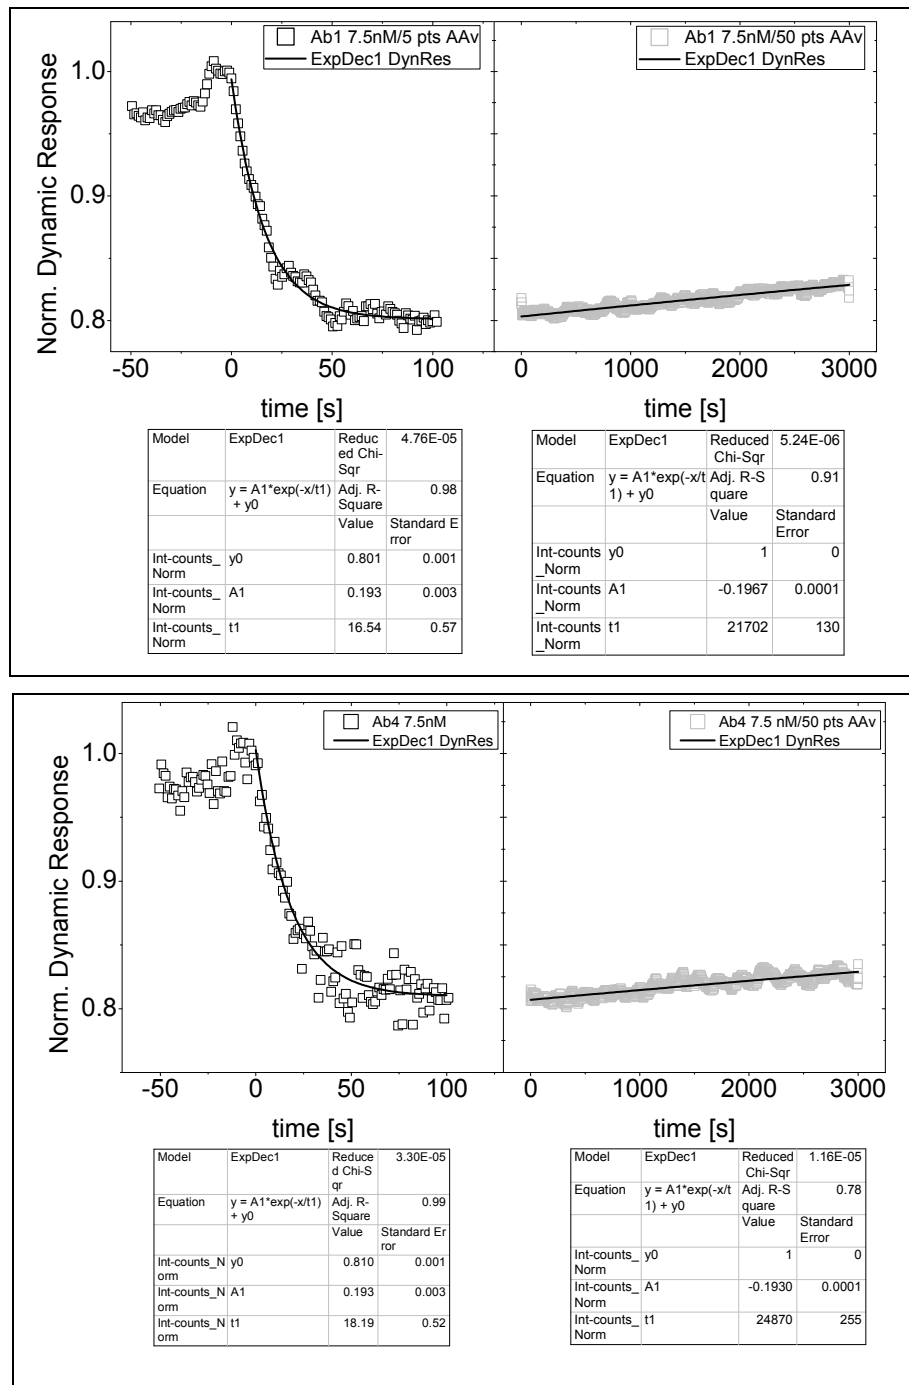 Ab1 7.5nM/5 pts AAv
ExpDec1 DynRes
Ab1 7.5nM/50 pts AAv
ExpDec1 DynRes
Norm. Dynamic Response
1.0
0.9
0.8
-50 0 50 100
0 1000 2000 3000
time [s]
time [s]
Model ExpDec1 Reduc
ed Chi-
Sqr 4.76E-05
Equation y = A1*exp(-x/t1)
+ y0 Adj. R-
Square 0.98
Value Standard E
rror
Int-counts_
Norm y0 0.801 0.001
Int-counts_
Norm A1 0.193 0.003
Int-counts_
Norm t1 16.54 0.57
Model ExpDec1 Reduced
Chi-Sqr 5.24E-06
Equation y = A1*exp(-x/t
1) + y0 Adj. R-S
quare 0.91
Value Standard
Error
Int-counts
_Norm y0 1 0
Int-counts
_Norm A1 -0.1967 0.0001
Int-counts
_Norm t1 21702 130
Ab4 7.5nM
ExpDec1 DynRes
Ab4 7.5 nM/50 pts AAv
ExpDec1 DynRes
Norm. Dynamic Response
1.0
0.9
0.8
-50 0 50 100
0 1000 2000 3000
time [s]
time [s]
Model ExpDec1 Reduce
d Chi-S
qr 3.30E-05
Equation y = A1*exp(-x/t1)
+ y0 Adj. R-
Square 0.99
Value Standard Er
ror
Int-counts_N
orm y0 0.810 0.001
Int-counts_N
orm A1 0.193 0.003
Int-counts_N
orm t1 18.19 0.52
Model ExpDec1 Reduced
Chi-Sqr 1.16E-05
Equation y = A1*exp(-x/t
1) + y0 Adj. R-S
quare 0.78
Value Standard
Error
Int-counts_
Norm y0 1 0
Int-counts_
Norm A1 -0.1930 0.0001
Int-counts_
Norm t1 24870 255